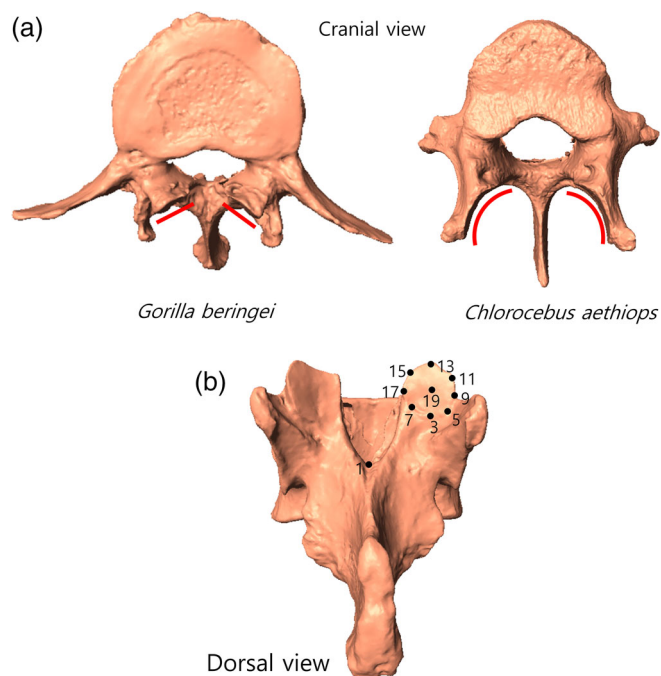 (a)
Cranial view
Gorilla beringei
Chlorocebus aethiops
(b)
15 13
11
17 19 9
7 3 5
1
Dorsal view